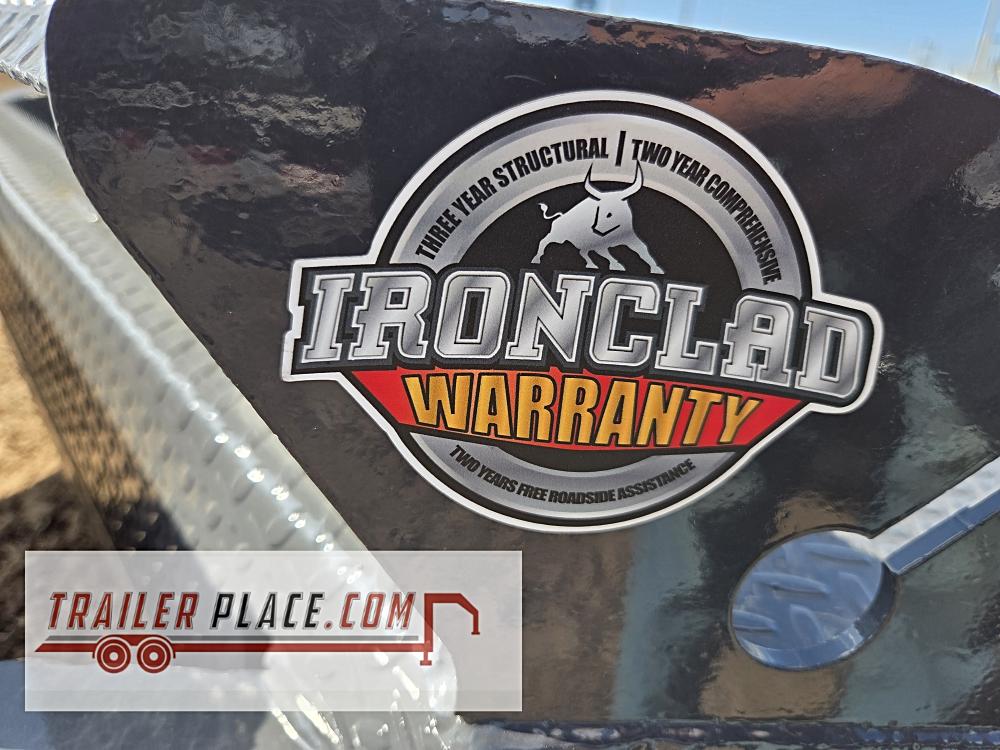 THREE YEAR STRUCTURAL | TWO YEAR COMPREHENSIVE
IRONCLAD
WARRANTY
TWO YEARS FREE ROADSIDE ASSISTANCE
TRAILER PLACE.COM